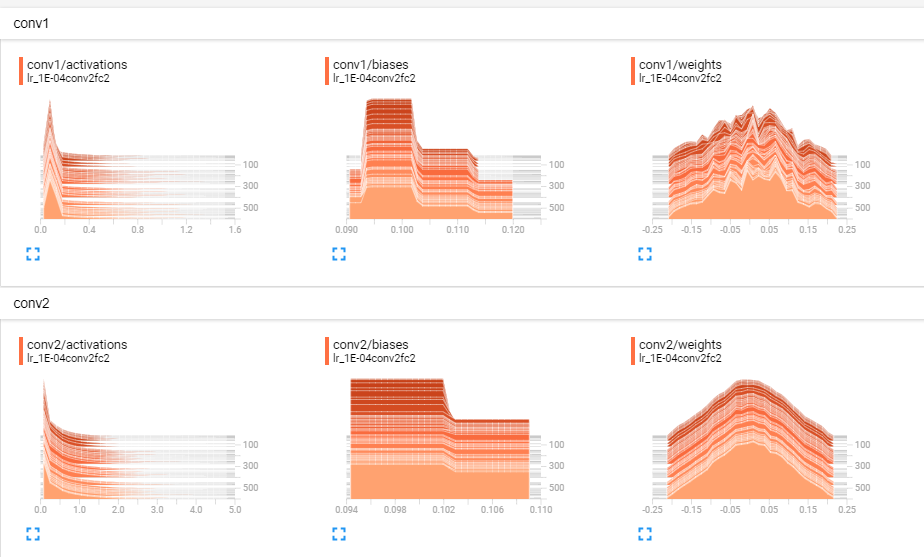 conv1
conv1/activations
lr_1E-04conv2fc2
100
300
500
0.0 0.4 0.8 1.2 1.6
conv1/biases
lr_1E-04conv2fc2
100
300
500
0.090 0.100 0.110 0.120
conv1/weights
lr_1E-04conv2fc2
100
300
500
-0.25 -0.15 -0.05 0.05 0.15 0.25
conv2
conv2/activations
lr_1E-04conv2fc2
100
300
500
0.0 1.0 2.0 3.0 4.0 5.0
conv2/biases
lr_1E-04conv2fc2
100
300
500
0.094 0.098 0.102 0.106 0.110
conv2/weights
lr_1E-04conv2fc2
100
300
500
-0.25 -0.15 -0.05 0.05 0.15 0.25